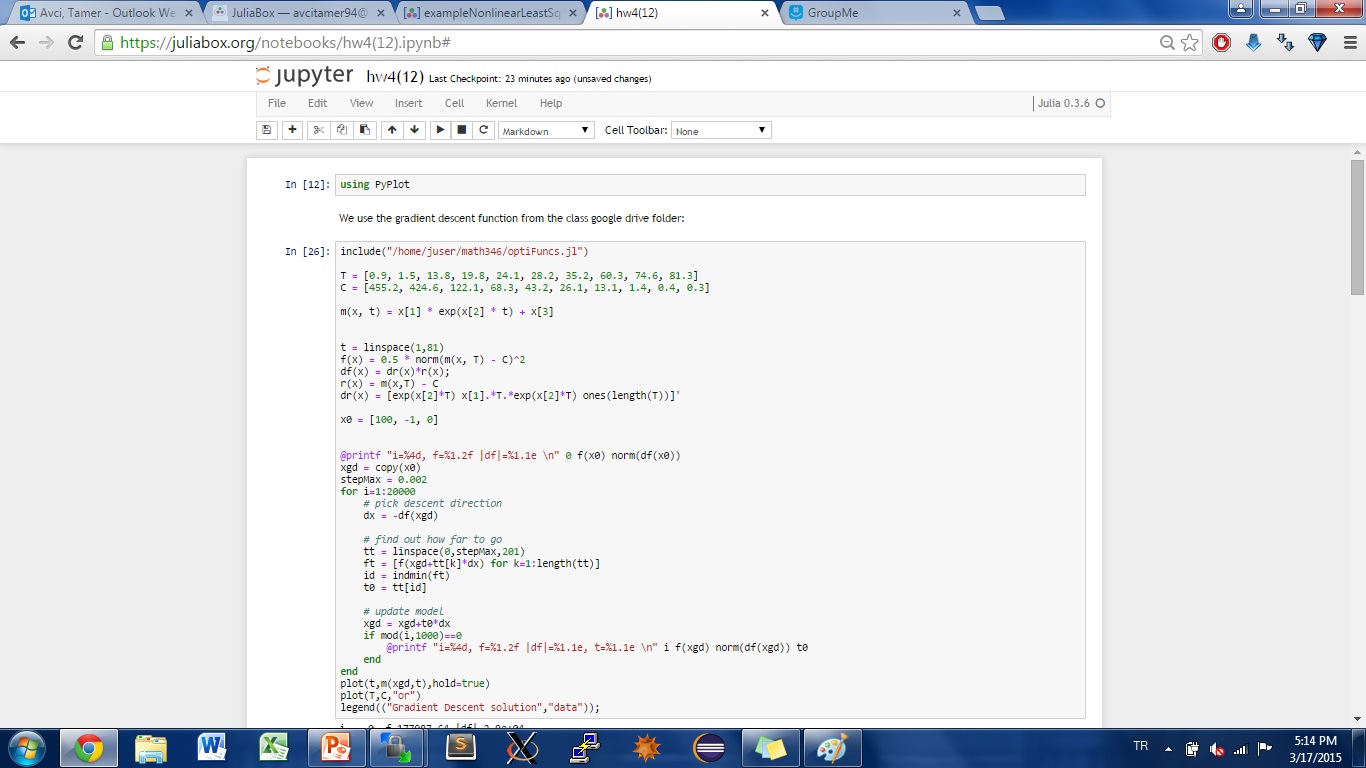 Avci, Tamer - Outlook We
JuliaBox — avcitamer94@
exampleNonlinearLeastSq
hw4(12)
GroupMe
https://juliabox.org/notebooks/hw4(12).ipynb#
jupyter hw4(12) Last Checkpoint: 23 minutes ago (unsaved changes)
File Edit View Insert Cell Kernel Help
Julia 0.3.6
Markdown Cell Toolbar: None
In [12]: using PyPlot
We use the gradient descent function from the class google drive folder:
In [26]: include("/home/juser/math346/optiFuncs.jl")
T = [0.9, 1.5, 13.8, 19.8, 24.1, 28.2, 35.2, 60.3, 74.6, 81.3]
C = [455.2, 424.6, 122.1, 68.3, 43.2, 26.1, 13.1, 1.4, 0.4, 0.3]
m(x, t) = x[1] * exp(x[2] * t) + x[3]
t = linspace(1,81)
f(x) = 0.5 * norm(m(x, T) - C)^2
df(x) = dr(x)*r(x);
r(x) = m(x,T) - C
dr(x) = [exp(x[2]*T) x[1].*T.*exp(x[2]*T) ones(length(T))]'
x0 = [100, -1, 0]
@printf "i=%4d, f=%1.2f |df|=%1.1e \n" 0 f(x0) norm(df(x0))
xgd = copy(x0)
stepMax = 0.002
for i=1:20000
# pick descent direction
dx = -df(xgd)
# find out how far to go
tt = linspace(0,stepMax,201)
ft = [f(xgd+tt[k]*dx) for k=1:length(tt)]
id = indmin(ft)
t0 = tt[id]
# update model
xgd = xgd+t0*dx
if mod(i,1000)==0
@printf "i=%4d, f=%1.2f |df|=%1.1e, t=%1.1e \n" i f(xgd) norm(df(xgd)) t0
end
end
plot(t,m(xgd,t),hold=true)
plot(T,C,"or")
legend(("Gradient Descent solution","data"));
TR
5:14 PM
3/17/2015